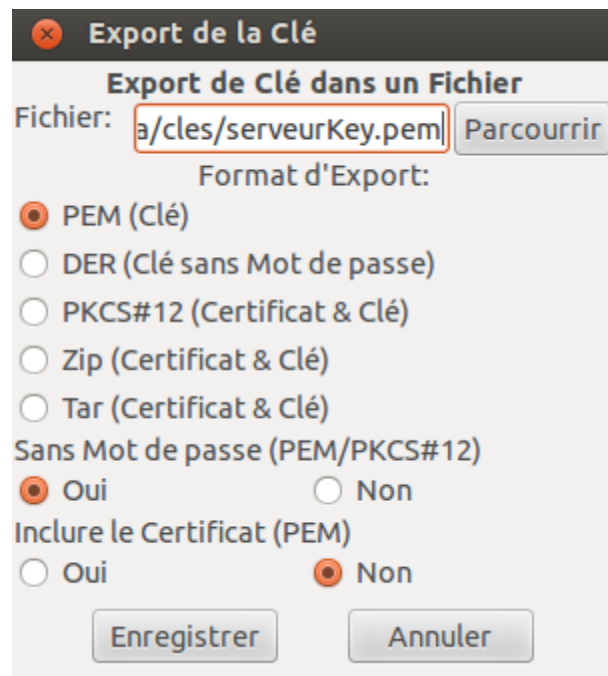 Export de la Clé
Export de Clé dans un Fichier
Fichier: a/cles/serveurKey.pem Parcourrir
Format d'Export:
PEM (Clé)
DER (Clé sans Mot de passe)
PKCS#12 (Certificat & Clé)
Zip (Certificat & Clé)
Tar (Certificat & Clé)
Sans Mot de passe (PEM/PKCS#12)
Oui Non
Inclure le Certificat (PEM)
Oui Non
Enregistrer Annuler